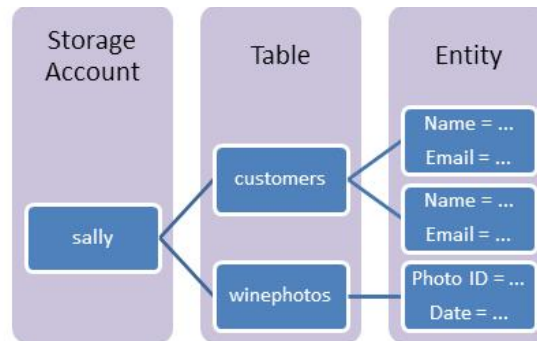 Storage
Account
Table
Entity
sally
customers
winephotos
Name = ...
Email = ...
Name = ...
Email = ...
Photo ID = ...
Date = ...